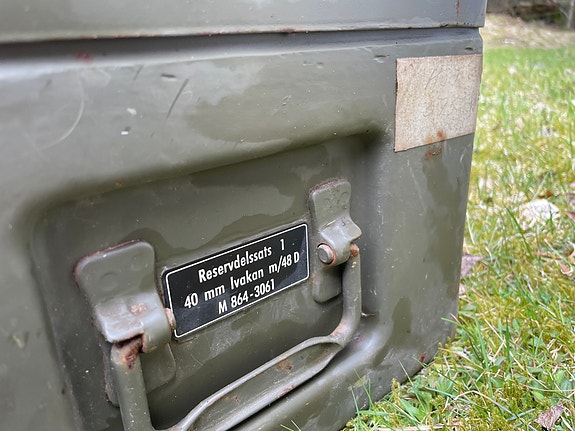 Reservdelssats 1
40 mm lvakan m/48 D
M 864-3061